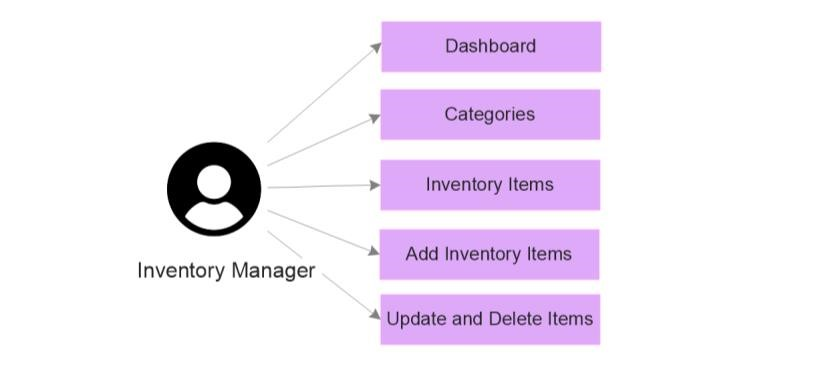 Dashboard
Categories
Inventory Items
Add Inventory Items
Inventory Manager
Update and Delete Items